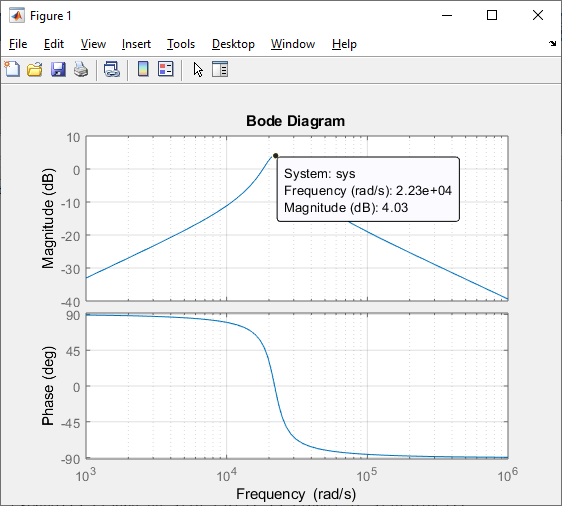 Figure 1
File Edit View Insert Tools Desktop Window Help
Bode Diagram
10
0
-10
-20
-30
-40
Magnitude (dB)
System: sys
Frequency (rad/s): 2.23e+04
Magnitude (dB): 4.03
90
45
0
-45
-90
Phase (deg)
10^3 10^4 10^5 10^6
Frequency (rad/s)